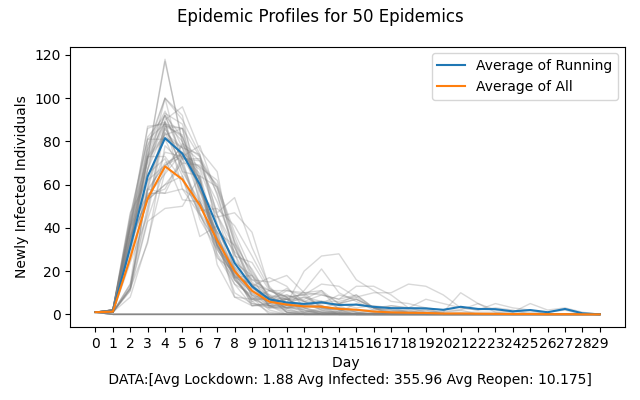 Epidemic Profiles for 50 Epidemics
Newly Infected Individuals
120
100
80
60
40
20
0
Average of Running
Average of All
0 1 2 3 4 5 6 7 8 9 10 11 12 13 14 15 16 17 18 19 20 21 22 23 24 25 26 27 28 29
Day
DATA:[Avg Lockdown: 1.88 Avg Infected: 355.96 Avg Reopen: 10.175]